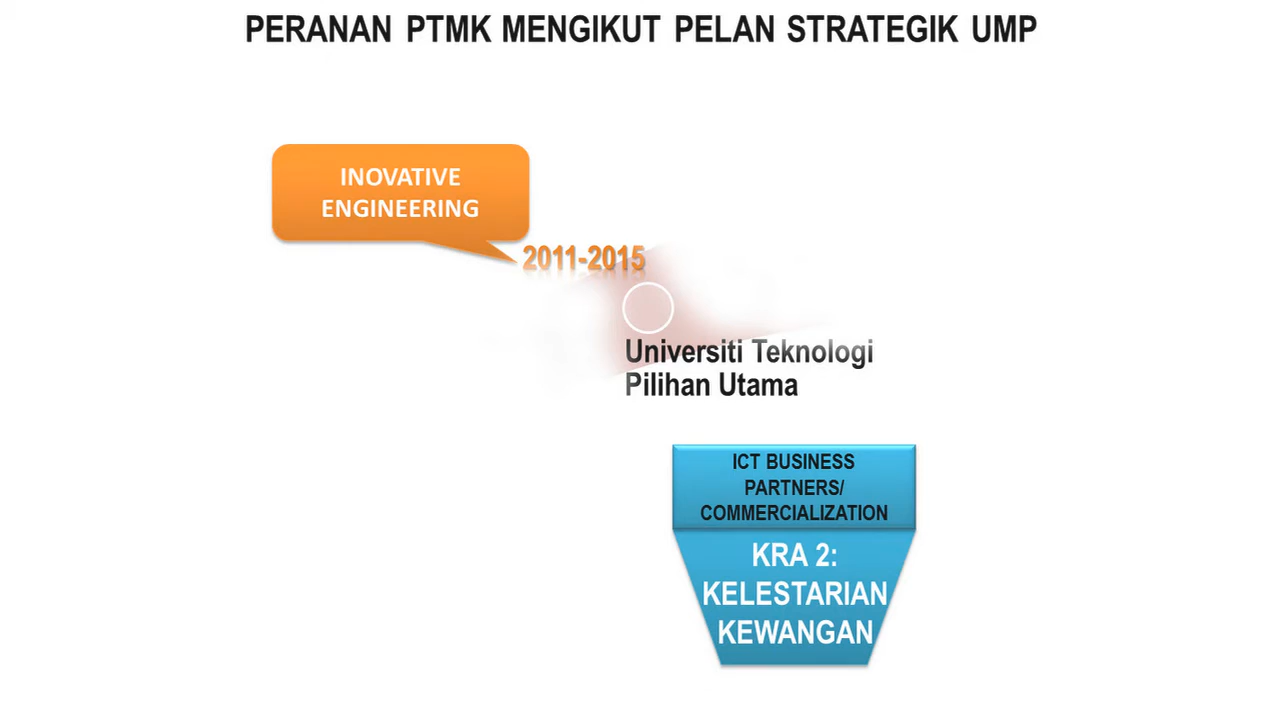 PERANAN PTMK MENGIKUT PELAN STRATEGIK UMP
INOVATIVE
ENGINEERING
2011-2015
Universiti Teknologi
Pilihan Utama
ICT BUSINESS
PARTNERS/
COMMERCIALIZATION
KRA 2:
KELESTARIAN
KEWANGAN